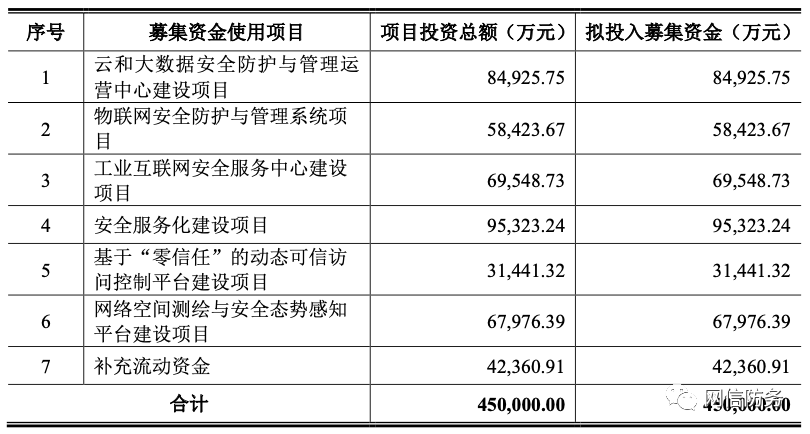 序号 募集资金使用项目 项目投资总额（万元） 拟投入募集资金（万元）
1 云和大数据安全防护与管理运
营中心建设项目 84,925.75 84,925.75
2 物联网安全防护与管理系统项
目 58,423.67 58,423.67
3 工业互联网安全服务中心建设
项目 69,548.73 69,548.73
4 安全服务化建设项目 95,323.24 95,323.24
5 基于“零信任”的动态可信访
问控制平台建设项目 31,441.32 31,441.32
6 网络空间测绘与安全态势感知
平台建设项目 67,976.39 67,976.39
7 补充流动资金 42,360.91 42,360.91
合计 450,000.00 450,000.00
网信防务